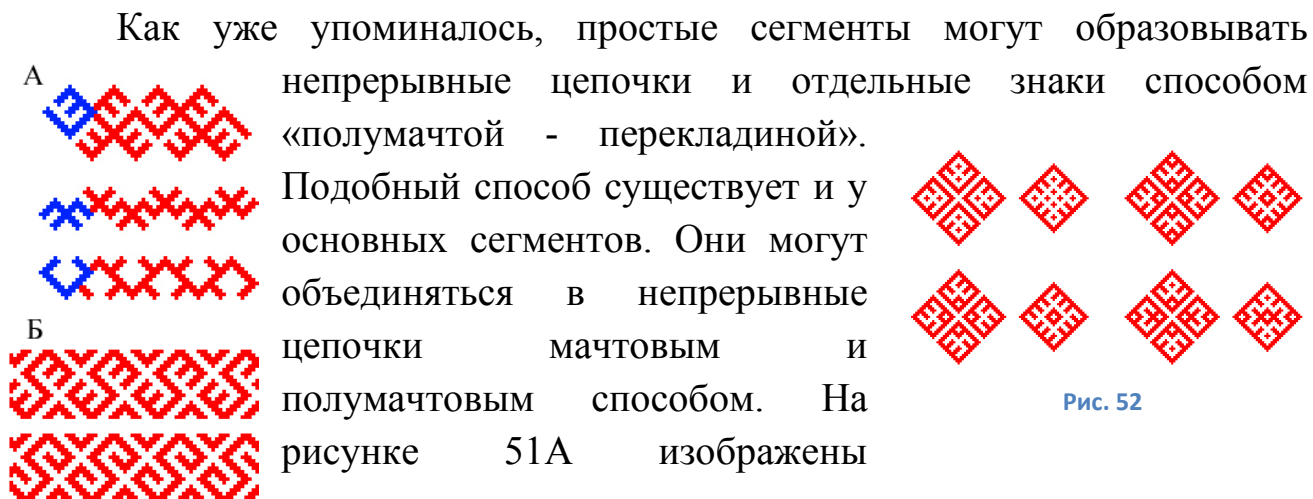 Как уже упоминалось, простые сегменты могут образовывать
А
непрерывные цепочки и отдельные знаки способом
«полумачтой - перекладиной».
Подобный способ существует и у
основных сегментов. Они могут
объединяться в непрерывные
Б
цепочки мачтовым и
полумачтовым способом. На
Рис. 52
рисунке 51А изображены